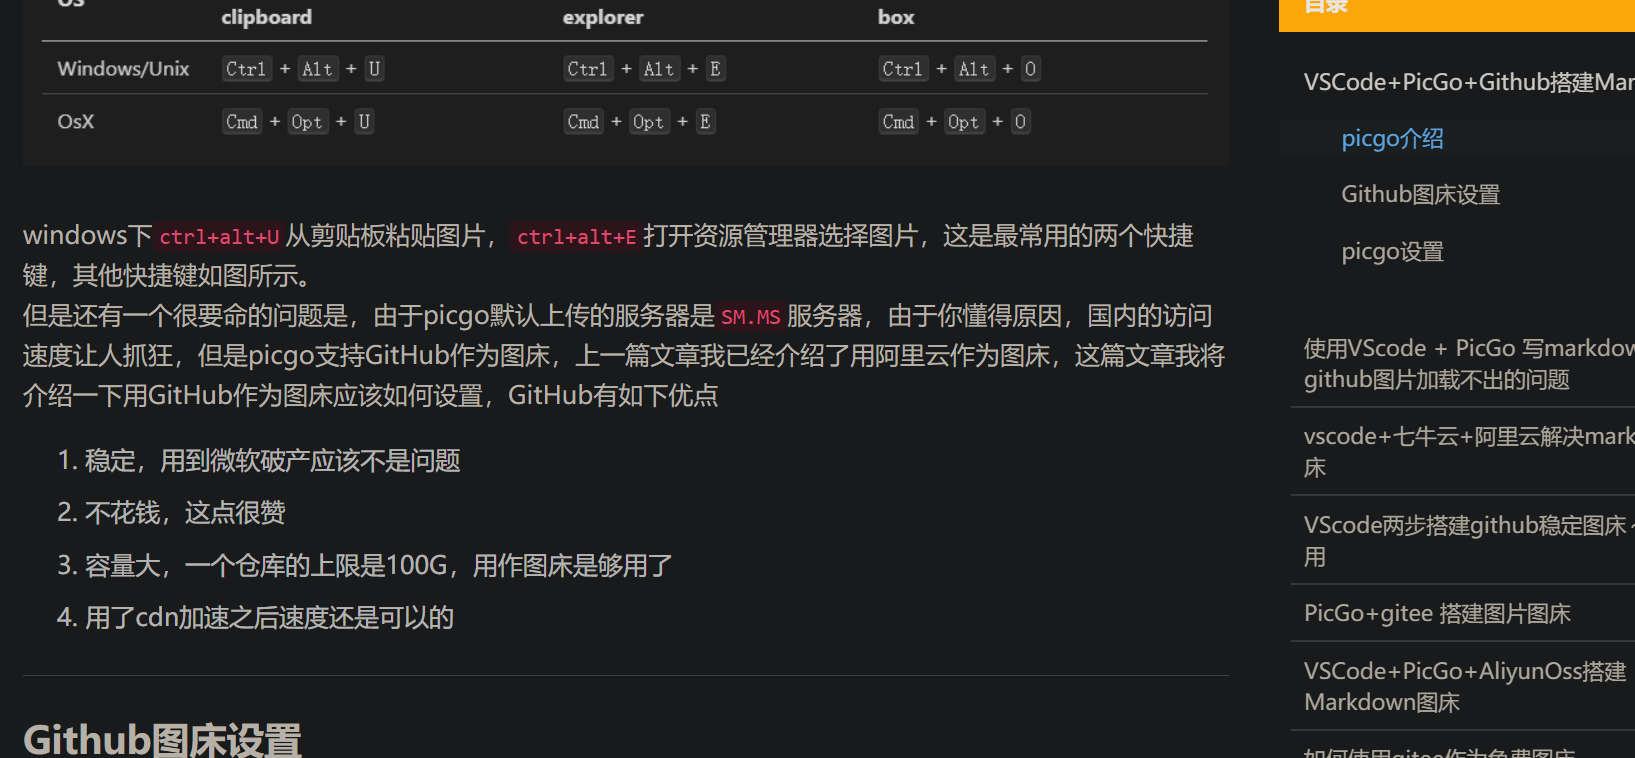 OS
clipboard explorer box
Windows/Unix Ctrl + Alt + U Ctrl + Alt + E Ctrl + Alt + O
OsX Cmd + Opt + U Cmd + Opt + E Cmd + Opt + O
windows下 ctrl+alt+U 从剪贴板粘贴图片， ctrl+alt+E 打开资源管理器选择图片，这是最常用的两个快捷
键，其他快捷键如图所示。
但是还有一个很要命的问题是，由于picgo默认上传的服务器是 SM.MS 服务器，由于你懂得原因，国内的访问
速度让人抓狂，但是picgo支持GitHub作为图床，上一篇文章我已经介绍了用阿里云作为图床，这篇文章我将
介绍一下用GitHub作为图床应该如何设置，GitHub有如下优点
1. 稳定，用到微软破产应该不是问题
2. 不花钱，这点很赞
3. 容量大，一个仓库的上限是100G，用作图床是够用了
4. 用了cdn加速之后速度还是可以的
Github图床设置
目录
VSCode+PicGo+Github搭建Mar
picgo介绍
Github图床设置
picgo设置
使用VScode + PicGo 写markdow
github图片加载不出的问题
vscode+七牛云+阿里云解决mark
床
VScode两步搭建github稳定图床
用
PicGo+gitee 搭建图片图床
VSCode+PicGo+AliyunOss搭建
Markdown图床
如何使用gitee作为免费图床